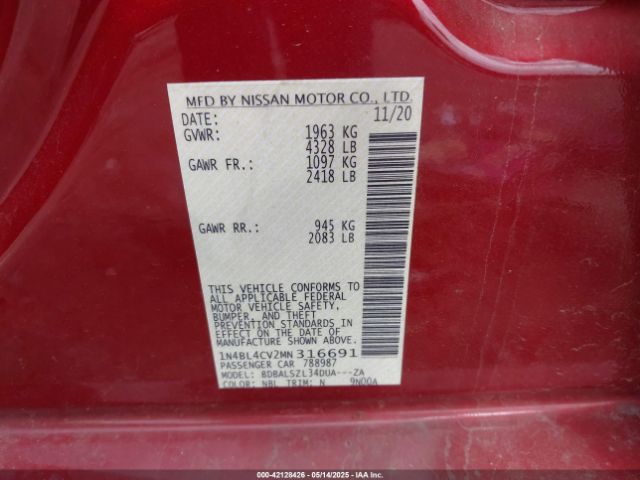 MFD BY NISSAN MOTOR CO., LTD.
DATE: 11/20
GVWR: 1963 KG
4328 LB
GAWR FR.: 1097 KG
2418 LB
GAWR RR.: 945 KG
2083 LB
THIS VEHICLE CONFORMS TO
ALL APPLICABLE FEDERAL
MOTOR VEHICLE SAFETY,
BUMPER, AND THEFT
PREVENTION STANDARDS IN
EFFECT ON THE DATE OF
MANUFACTURE SHOWN ABOVE.
1N4BL4CV2MN316691
PASSENGER CAR 788987
MODEL: BDBALSZL34DUA---ZA
COLOR: NBL TRIM: N 9N00A
000-42128426 | 05/14/2025 | Copyright: IAA, Inc.